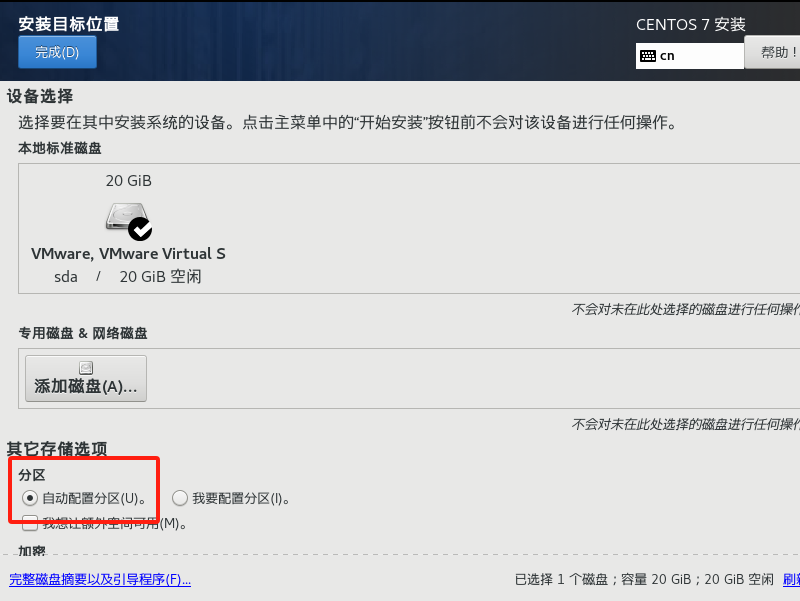 安装目标位置
CENTOS 7 安装
完成(D)
cn
帮助！
设备选择
选择要在其中安装系统的设备。点击主菜单中的“开始安装”按钮前不会对该设备进行任何操作。
本地标准磁盘
20 GiB
VMware, VMware Virtual S
sda / 20 GiB 空闲
不会对未在此处选择的磁盘进行任何操作
专用磁盘 & 网络磁盘
添加磁盘(A)...
不会对未在此处选择的磁盘进行任何操作
其它存储选项
分区
自动配置分区(U)。 我要配置分区(I)。
我想让额外空间可用(M)。
加密
完整磁盘摘要以及引导程序(F)...
已选择 1 个磁盘；容量 20 GiB；20 GiB 空闲 刷新